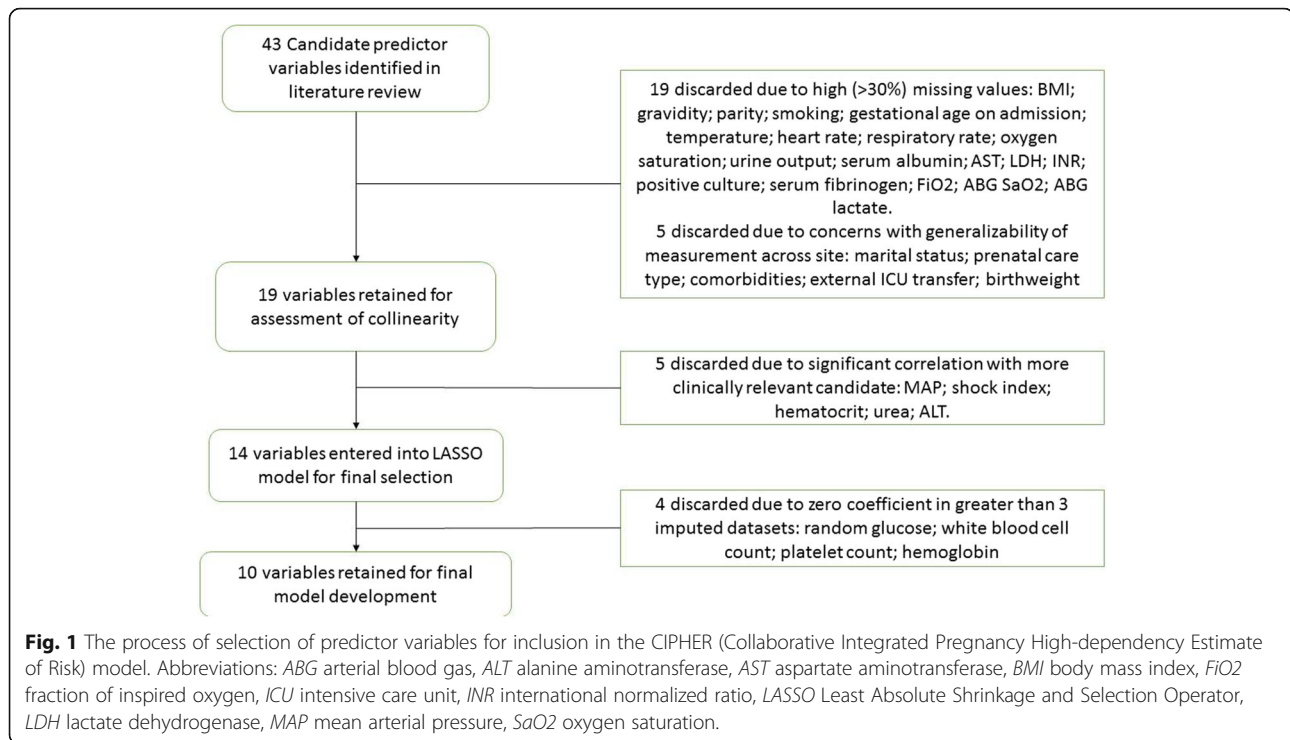 43 Candidate predictor
variables identified in
literature review
19 discarded due to high (>30%) missing values: BMI;
gravidity; parity; smoking; gestational age on admission;
temperature; heart rate; respiratory rate; oxygen
saturation; urine output; serum albumin; AST; LDH; INR;
positive culture; serum fibrinogen; FiO2; ABG SaO2; ABG
lactate.
5 discarded due to concerns with generalizability of
measurement across site: marital status; prenatal care
type; comorbidities; external ICU transfer; birthweight
19 variables retained for
assessment of collinearity
5 discarded due to significant correlation with more
clinically relevant candidate: MAP; shock index;
hematocrit; urea; ALT.
14 variables entered into LASSO
model for final selection
4 discarded due to zero coefficient in greater than 3
imputed datasets: random glucose; white blood cell
count; platelet count; hemoglobin
10 variables retained for final
model development
Fig. 1 The process of selection of predictor variables for inclusion in the CIPHER (Collaborative Integrated Pregnancy High-dependency Estimate
of Risk) model. Abbreviations: ABG arterial blood gas, ALT alanine aminotransferase, AST aspartate aminotransferase, BMI body mass index, FiO2
fraction of inspired oxygen, ICU intensive care unit, INR international normalized ratio, LASSO Least Absolute Shrinkage and Selection Operator,
LDH lactate dehydrogenase, MAP mean arterial pressure, SaO2 oxygen saturation.